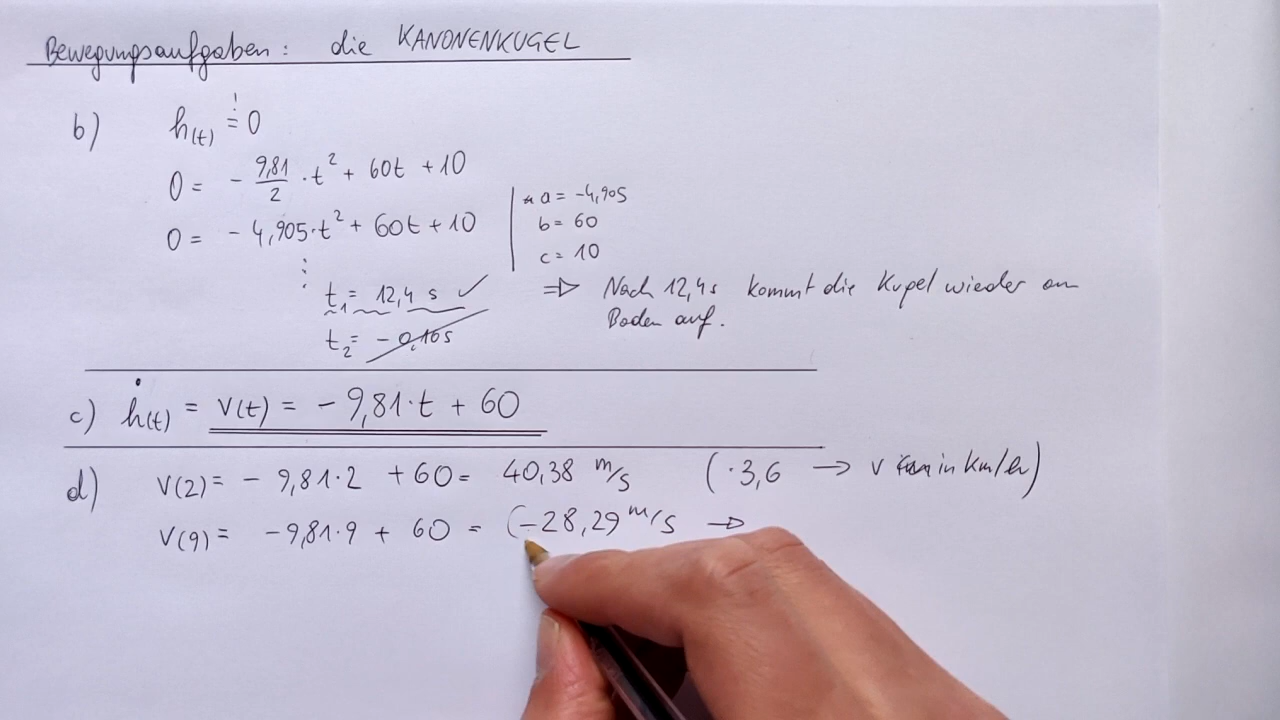 Bewegungsaufgaben: die KANONENKUGEL
b) h(t) =! 0
0 = - 9,81/2 · t² + 60t + 10
0 = - 4,905·t² + 60t + 10
a = -4,905
b = 60
c = 10
⋮
t₁ = 12,4 s ✓
t₂ = - 0,16s
⇒ Nach 12,4s kommt die Kugel wieder am
Boden auf.
c) ḣ(t) = v(t) = - 9,81·t + 60
d) v(2) = - 9,81·2 + 60 = 40,38 m/s (·3,6 → v in km/h)
v(9) = -9,81·9 + 60 = (-28,29 m/s →